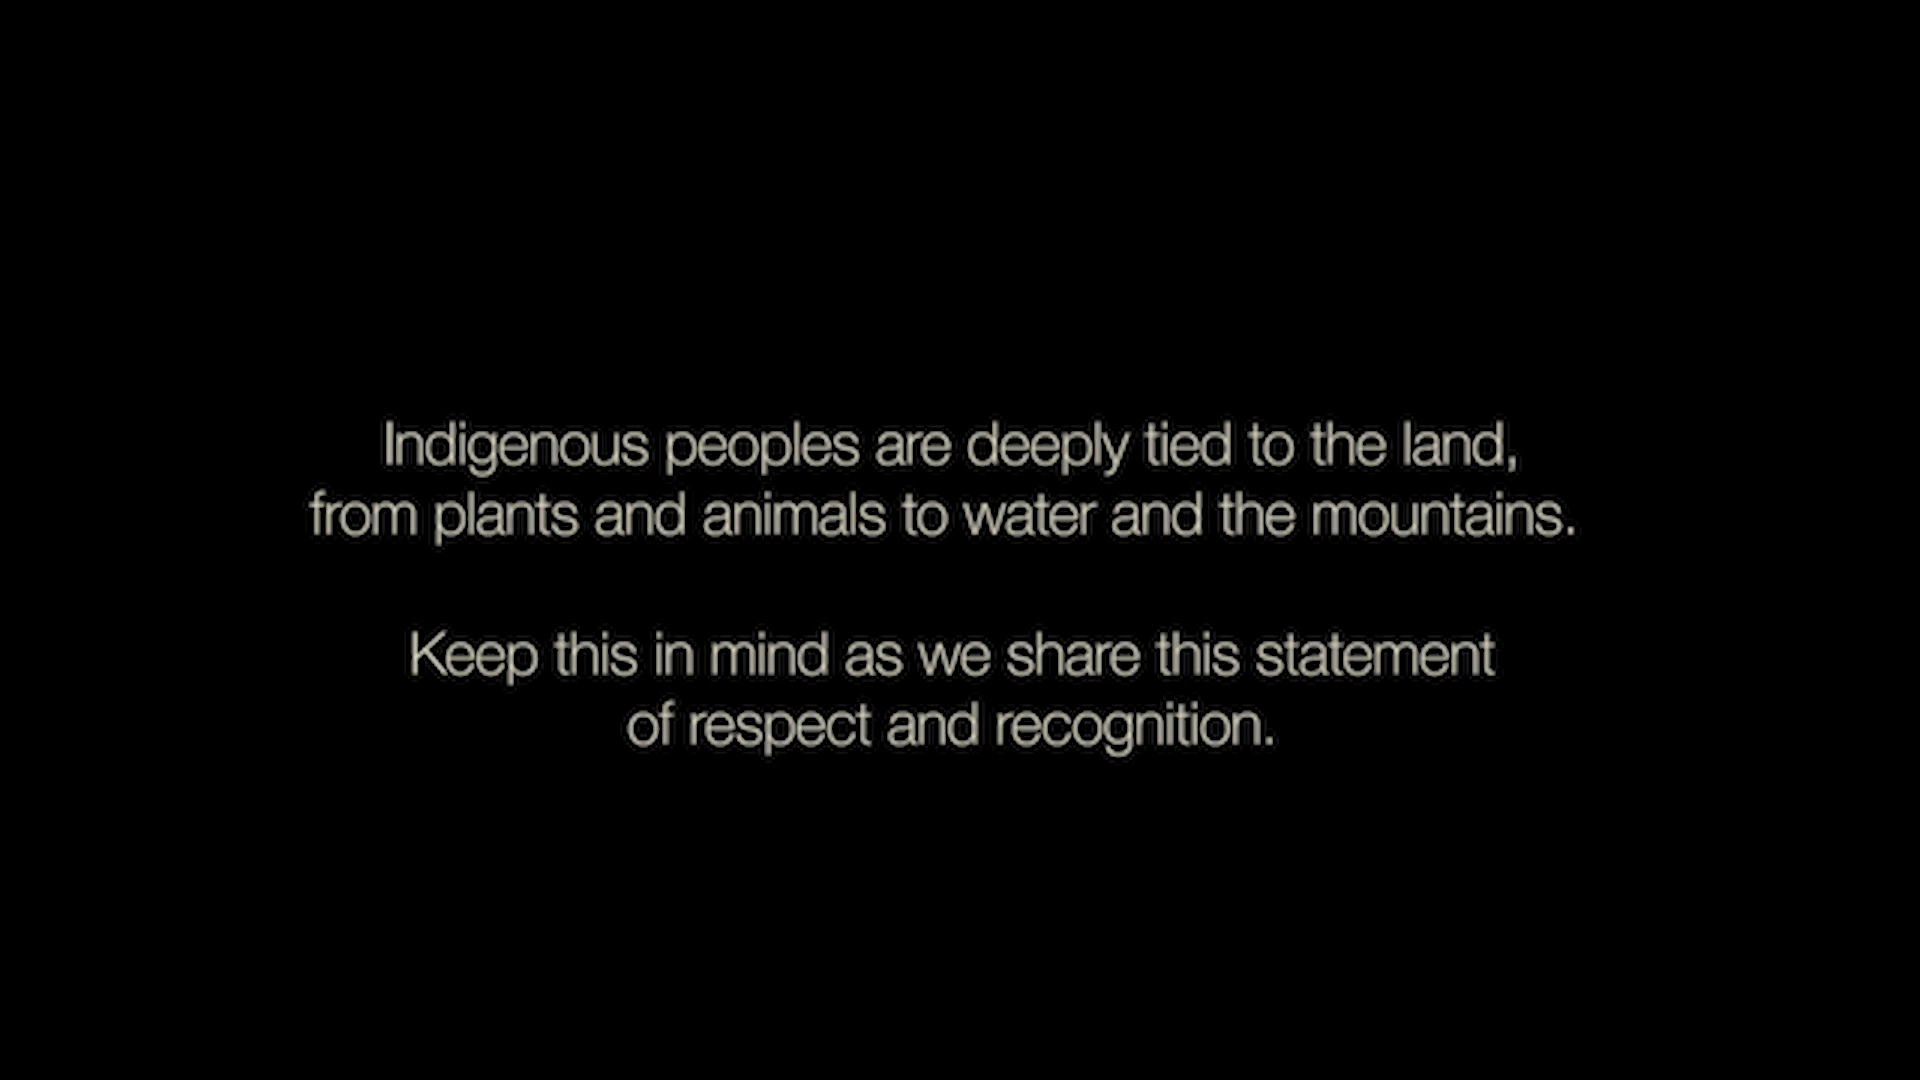 Indigenous peoples are deeply tied to the land,
from plants and animals to water and the mountains.
Keep this in mind as we share this statement
of respect and recognition.